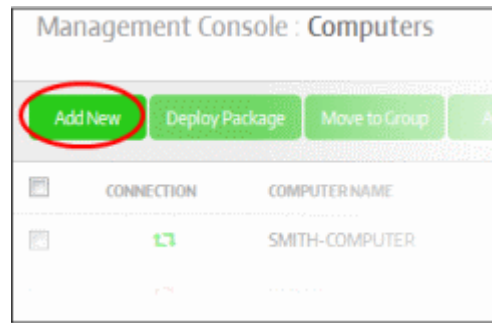 Management Console : Computers
Add New Deploy Package Move to Group A
CONNECTION COMPUTER NAME
SMITH-COMPUTER